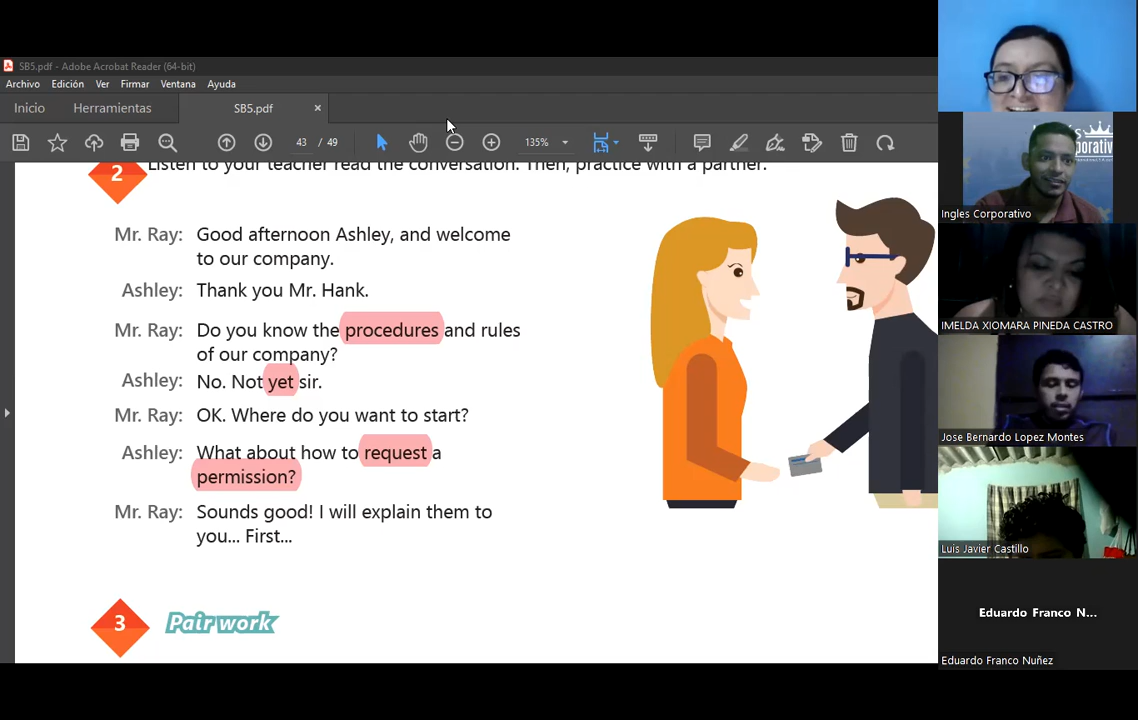 SB5.pdf - Adobe Acrobat Reader (64-bit)
Archivo Edición Ver Firmar Ventana Ayuda
Inicio Herramientas SB5.pdf ×
43 / 49 135%
2 Listen to your teacher read the conversation. Then, practice with a partner.
Mr. Ray: Good afternoon Ashley, and welcome
to our company.
Ashley: Thank you Mr. Hank.
Mr. Ray: Do you know the procedures and rules
of our company?
Ashley: No. Not yet sir.
Mr. Ray: OK. Where do you want to start?
Ashley: What about how to request a
permission?
Mr. Ray: Sounds good! I will explain them to
you... First...
3 Pair work
Ingles Corporativo
IMELDA XIOMARA PINEDA CASTRO
Jose Bernardo Lopez Montes
Luis Javier Castillo
Eduardo Franco N...
Eduardo Franco Nuñez